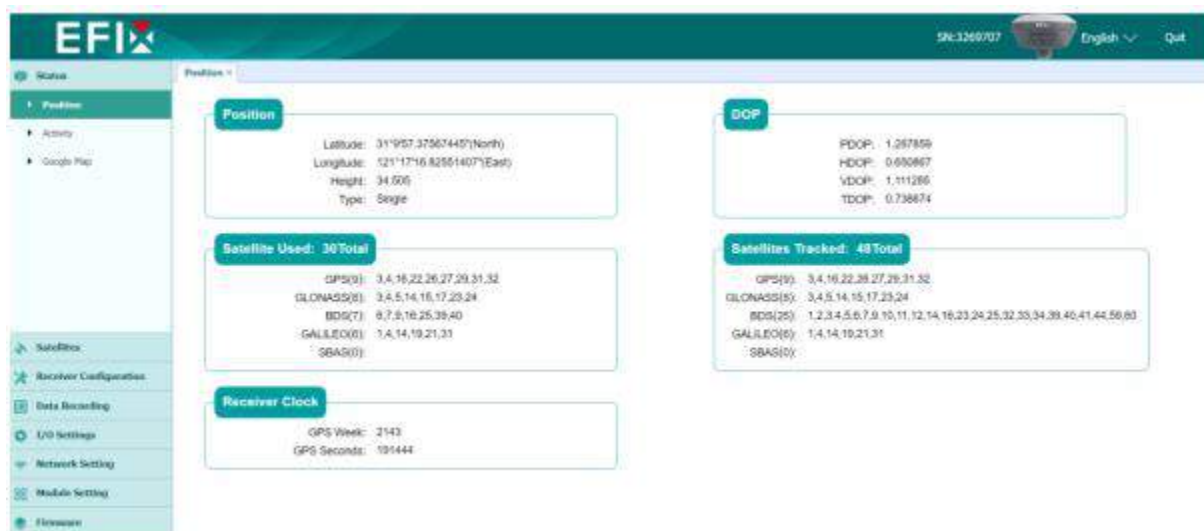 EFIX
SN:3269707
English
Quit
Status
Position
Activity
Google Map
Satellites
Receiver Configuration
Data Recording
I/O Settings
Network Setting
Module Setting
Firmware
Position ×
Position
Latitude: 31°9'57.37567445"(North)
Longitude: 121°17'16.82551407"(East)
Height: 34.505
Type: Single
DOP
PDOP: 1.287859
HDOP: 0.650867
VDOP: 1.111286
TDOP: 0.738674
Satellite Used: 30Total
GPS(9): 3,4,16,22,26,27,29,31,32
GLONASS(8): 3,4,5,14,15,17,23,24
BDS(7): 6,7,9,16,25,39,40
GALILEO(6): 1,4,14,19,21,31
SBAS(0):
Satellites Tracked: 48Total
GPS(9): 3,4,16,22,26,27,29,31,32
GLONASS(8): 3,4,5,14,15,17,23,24
BDS(25): 1,2,3,4,5,6,7,9,10,11,12,14,16,23,24,25,32,33,34,39,40,41,44,59,60
GALILEO(6): 1,4,14,19,21,31
SBAS(0):
Receiver Clock
GPS Week: 2143
GPS Seconds: 191444